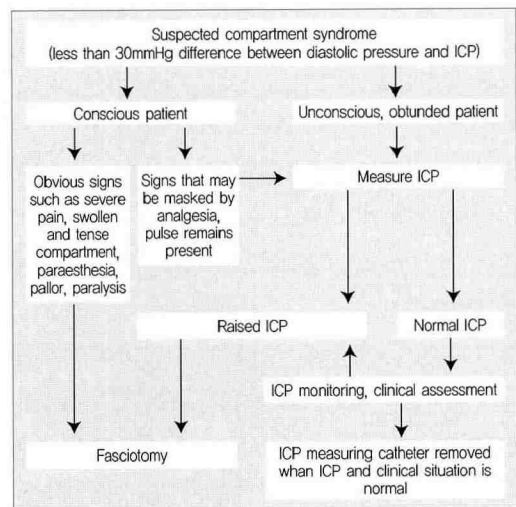 Suspected compartment syndrome
(less than 30mmHg difference between diastolic pressure and ICP)
Conscious patient
Unconscious, obtunded patient
Obvious signs
such as severe
pain, swollen
and tense
compartment,
paraesthesia,
pallor, paralysis
Signs that may
be masked by
analgesia,
pulse remains
present
Measure ICP
Raised ICP
Normal ICP
ICP monitoring, clinical assessment
Fasciotomy
ICP measuring catheter removed
whan ICP and clinical situation is
normal